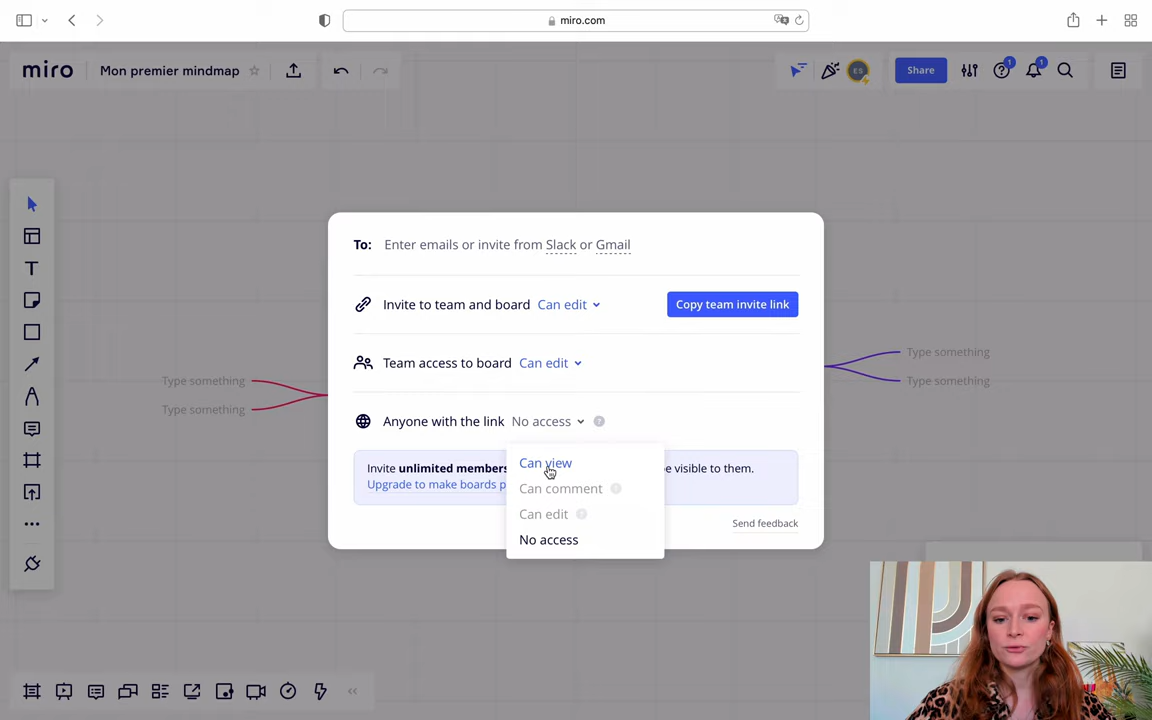 miro.com
miro
Mon premier mindmap
ES
Share
1
1
To: Enter emails or invite from Slack or Gmail
Invite to team and board Can edit
Copy team invite link
Team access to board Can edit
Type something
Type something
Type something
Type something
Anyone with the link No access ?
Can view
Can comment
Can edit
No access
Invite unlimited members
e visible to them.
Upgrade to make boards p
Send feedback